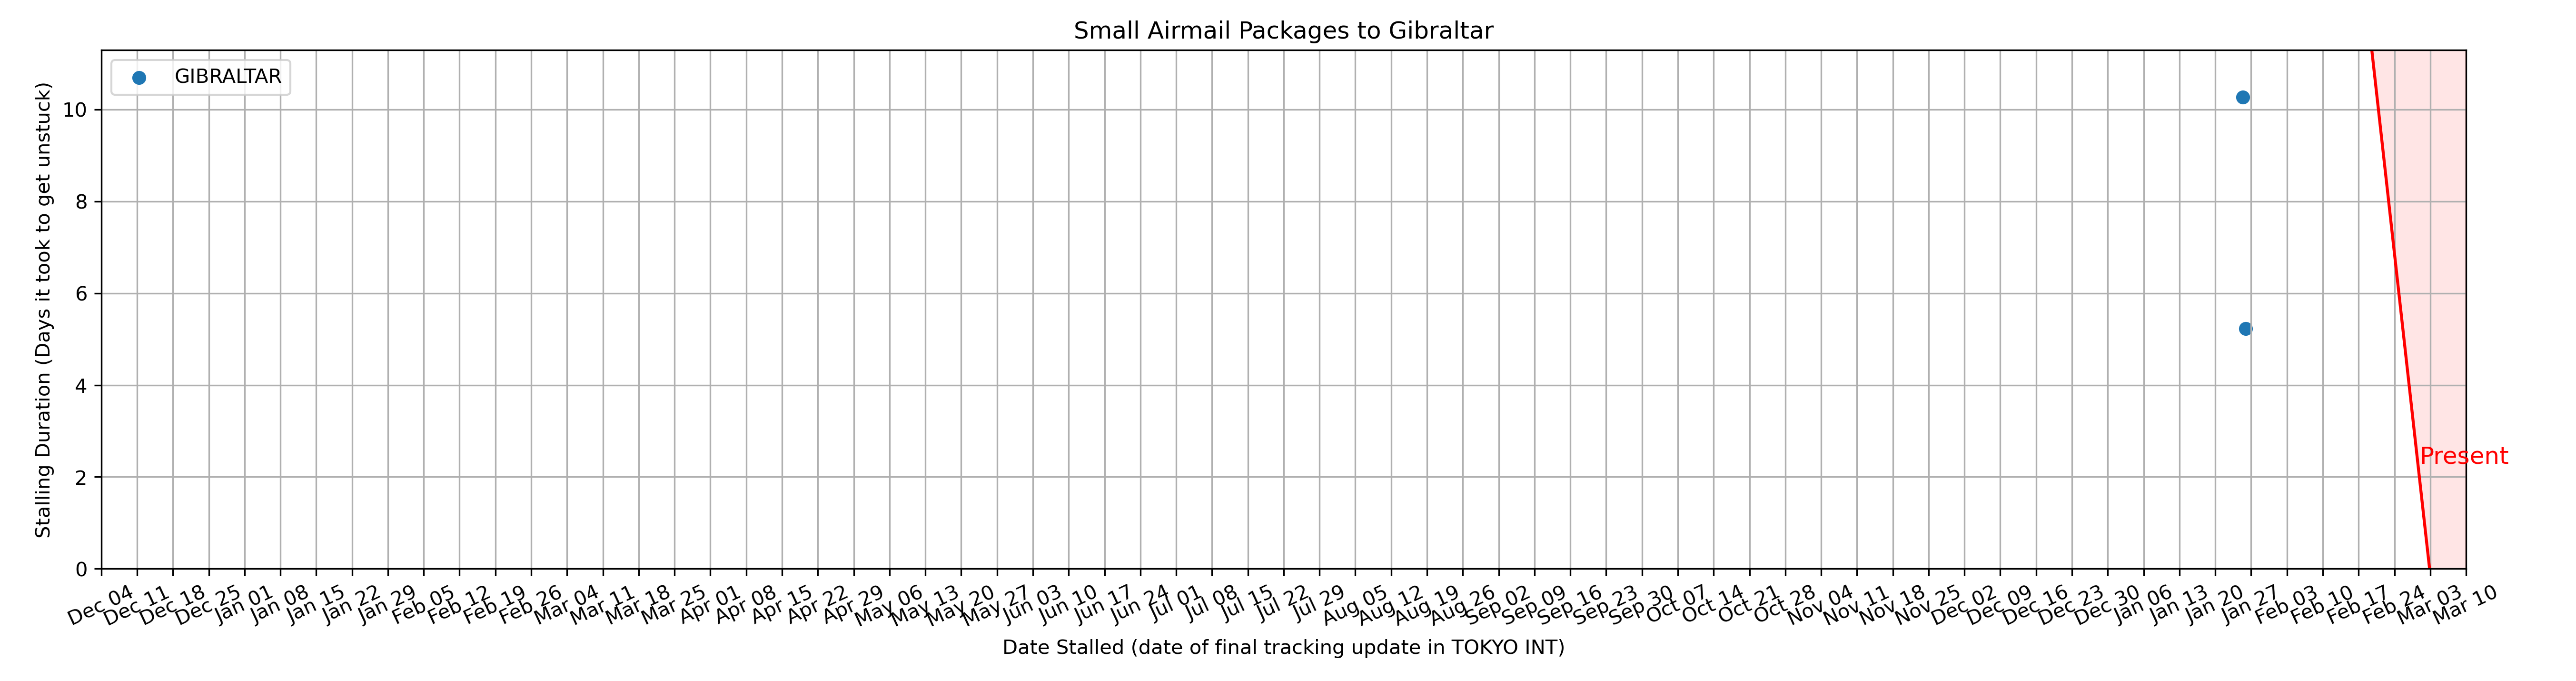 Small Airmail Packages to Gibraltar
GIBRALTAR
Stalling Duration (Days it took to get unstuck)
10
8
6
4
2
0
Present
Dec 04 Dec 11 Dec 18 Dec 25 Jan 01 Jan 08 Jan 15 Jan 22 Jan 29 Feb 05 Feb 12 Feb 19 Feb 26 Mar 04 Mar 11 Mar 18 Mar 25 Apr 01 Apr 08 Apr 15 Apr 22 Apr 29 May 06 May 13 May 20 May 27 Jun 03 Jun 10 Jun 17 Jun 24 Jul 01 Jul 08 Jul 15 Jul 22 Jul 29 Aug 05 Aug 12 Aug 19 Aug 26 Sep 02 Sep 09 Sep 16 Sep 23 Sep 30 Oct 07 Oct 14 Oct 21 Oct 28 Nov 04 Nov 11 Nov 18 Nov 25 Dec 02 Dec 09 Dec 16 Dec 23 Dec 30 Jan 06 Jan 13 Jan 20 Jan 27 Feb 03 Feb 10 Feb 17 Feb 24 Mar 03 Mar 10
Date Stalled (date of final tracking update in TOKYO INT)